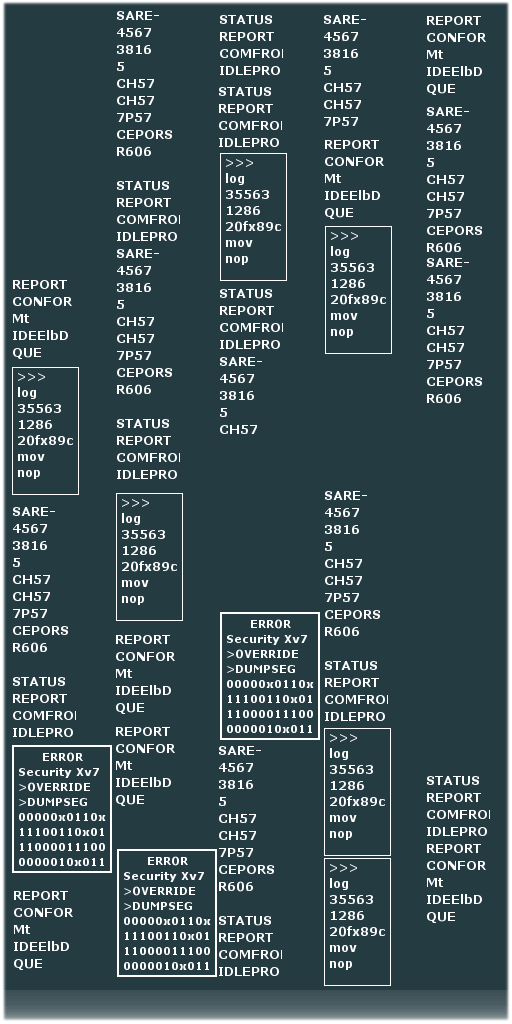 REPORT
CONFOR
Mt
IDEElbD
QUE
>>>
log
35563
1286
20fx89c
mov
nop
SARE-
4567
3816
5
CH57
CH57
7P57
CEPORS
R606
STATUS
REPORT
COMFROI
IDLEPRO
ERROR
Security Xv7
>OVERRIDE
>DUMPSEG
00000x0110x
11100110x01
11000011100
0000010x011
REPORT
CONFOR
Mt
IDEElbD
QUE
SARE-
4567
3816
5
CH57
CH57
7P57
CEPORS
R606
STATUS
REPORT
COMFROI
IDLEPRO
SARE-
4567
3816
5
CH57
CH57
7P57
CEPORS
R606
STATUS
REPORT
COMFROI
IDLEPRO
>>>
log
35563
1286
20fx89c
mov
nop
REPORT
CONFOR
Mt
IDEElbD
QUE
REPORT
CONFOR
Mt
IDEElbD
QUE
ERROR
Security Xv7
>OVERRIDE
>DUMPSEG
00000x0110x
11100110x01
11000011100
0000010x011
STATUS
REPORT
COMFROI
IDLEPRO
STATUS
REPORT
COMFROI
IDLEPRO
>>>
log
35563
1286
20fx89c
mov
nop
STATUS
REPORT
COMFROI
IDLEPRO
SARE-
4567
3816
5
CH57
ERROR
Security Xv7
>OVERRIDE
>DUMPSEG
00000x0110x
11100110x01
11000011100
0000010x011
SARE-
4567
3816
5
CH57
CH57
7P57
CEPORS
R606
STATUS
REPORT
COMFROI
IDLEPRO
SARE-
4567
3816
5
CH57
CH57
7P57
REPORT
CONFOR
Mt
IDEElbD
QUE
>>>
log
35563
1286
20fx89c
mov
nop
SARE-
4567
3816
5
CH57
CH57
7P57
CEPORS
R606
STATUS
REPORT
COMFROI
IDLEPRO
>>>
log
35563
1286
20fx89c
mov
nop
>>>
log
35563
1286
20fx89c
mov
nop
REPORT
CONFOR
Mt
IDEElbD
QUE
SARE-
4567
3816
5
CH57
CH57
7P57
CEPORS
R606
SARE-
4567
3816
5
CH57
CH57
7P57
CEPORS
R606
STATUS
REPORT
COMFROI
IDLEPRO
REPORT
CONFOR
Mt
IDEElbD
QUE